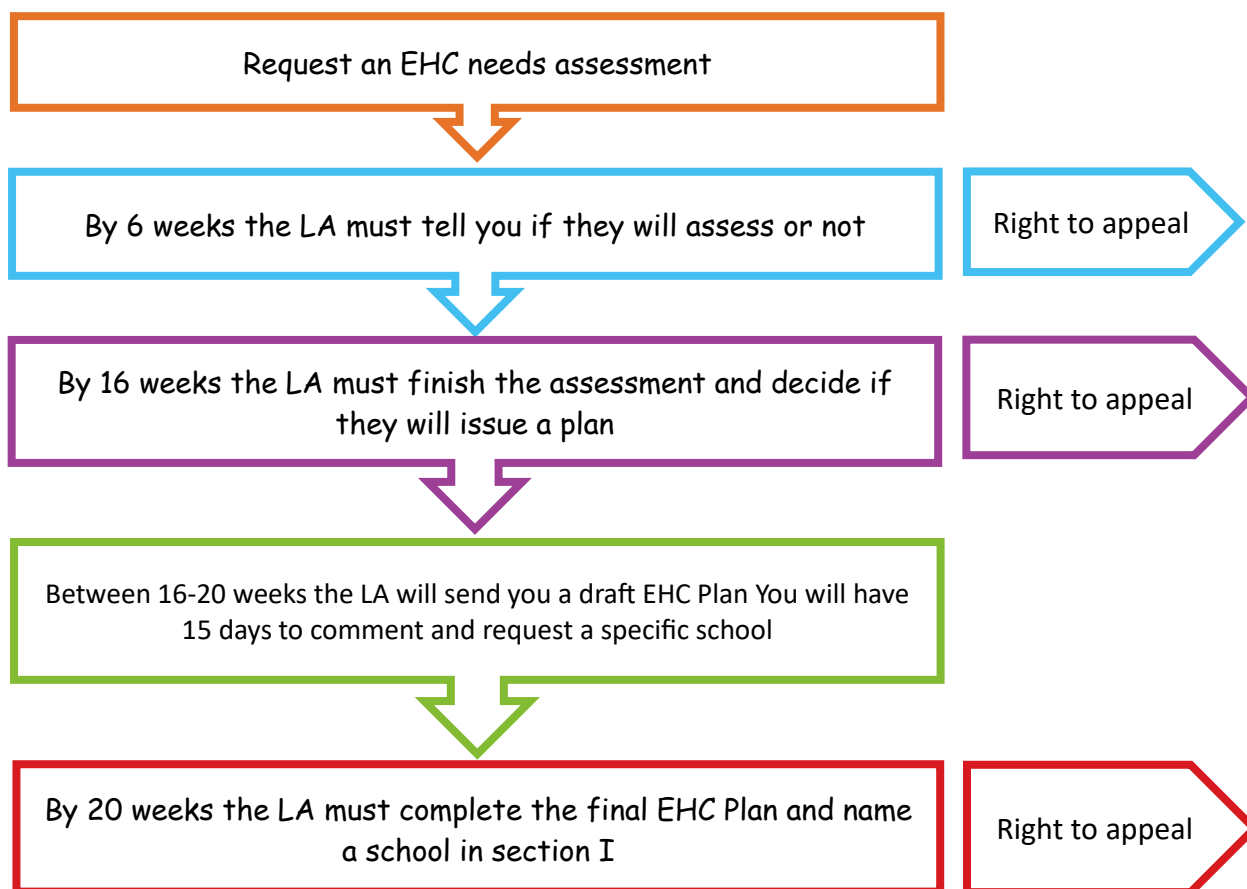 Request an EHC needs assessment
By 6 weeks the LA must tell you if they will assess or not
Right to appeal
By 16 weeks the LA must finish the assessment and decide if
they will issue a plan
Right to appeal
Between 16-20 weeks the LA will send you a draft EHC Plan You will have
15 days to comment and request a specific school
By 20 weeks the LA must complete the final EHC Plan and name
a school in section I
Right to appeal